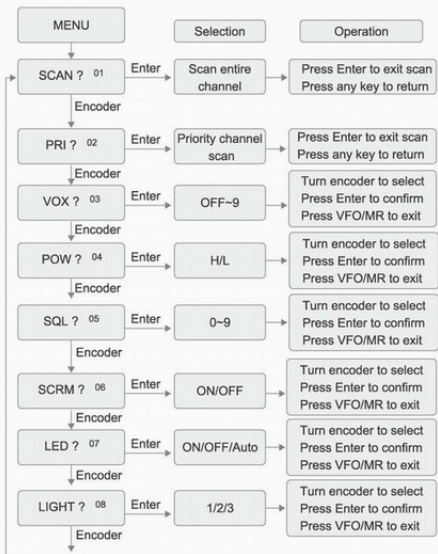 MENU
Selection
Operation
SCAN ? 01
Enter
Scan entire
channel
Press Enter to exit scan
Press any key to return
Encoder
PRI ? 02
Enter
Priority channel
scan
Press Enter to exit scan
Press any key to return
Encoder
VOX ? 03
Enter
OFF~9
Turn encoder to select
Press Enter to confirm
Press VFO/MR to exit
Encoder
POW ? 04
Enter
H/L
Turn encoder to select
Press Enter to confirm
Press VFO/MR to exit
Encoder
SQL ? 05
Enter
0~9
Turn encoder to select
Press Enter to confirm
Press VFO/MR to exit
Encoder
SCRM ? 06
Enter
ON/OFF
Turn encoder to select
Press Enter to confirm
Press VFO/MR to exit
Encoder
LED ? 07
Enter
ON/OFF/Auto
Turn encoder to select
Press Enter to confirm
Press VFO/MR to exit
Encoder
LIGHT ? 08
Enter
1/2/3
Turn encoder to select
Press Enter to confirm
Press VFO/MR to exit